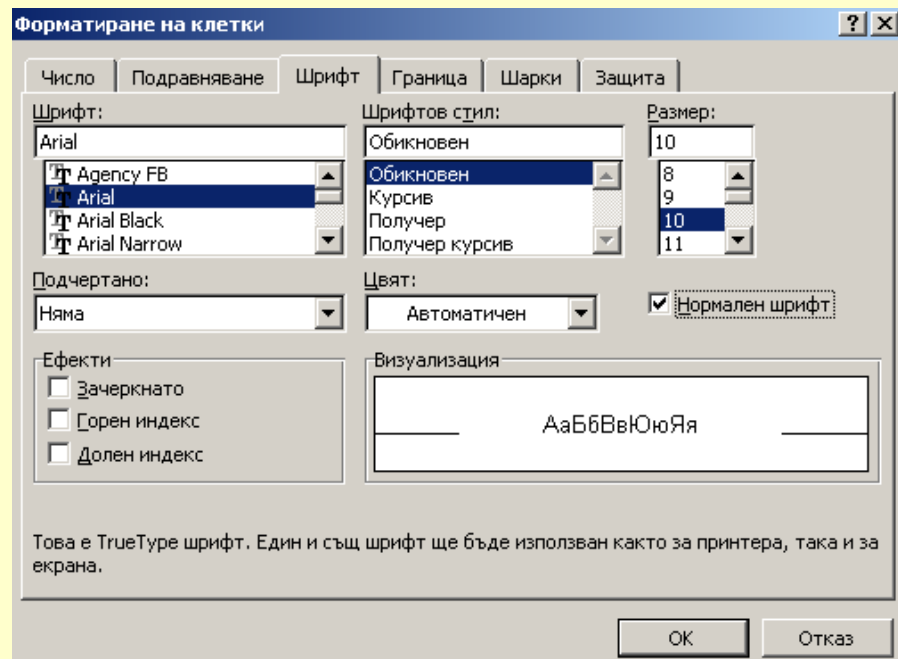 Форматиране на клетки
Число Подравняване Шрифт Граница Шарки Защита
Шрифт: Шрифтов стил: Размер:
Arial Обикновен 10
Agency FB Обикновен 8
Arial Курсив 9
Arial Black Получер 10
Arial Narrow Получер курсив 11
Подчертано: Цвят:
Няма Автоматичен Нормален шрифт
Ефекти Визуализация
Зачеркнато
Горен индекс АаБбВвЮюЯя
Долен индекс
Това е TrueType шрифт. Един и същ шрифт ще бъде използван както за принтера, така и за
екрана.
OK Отказ